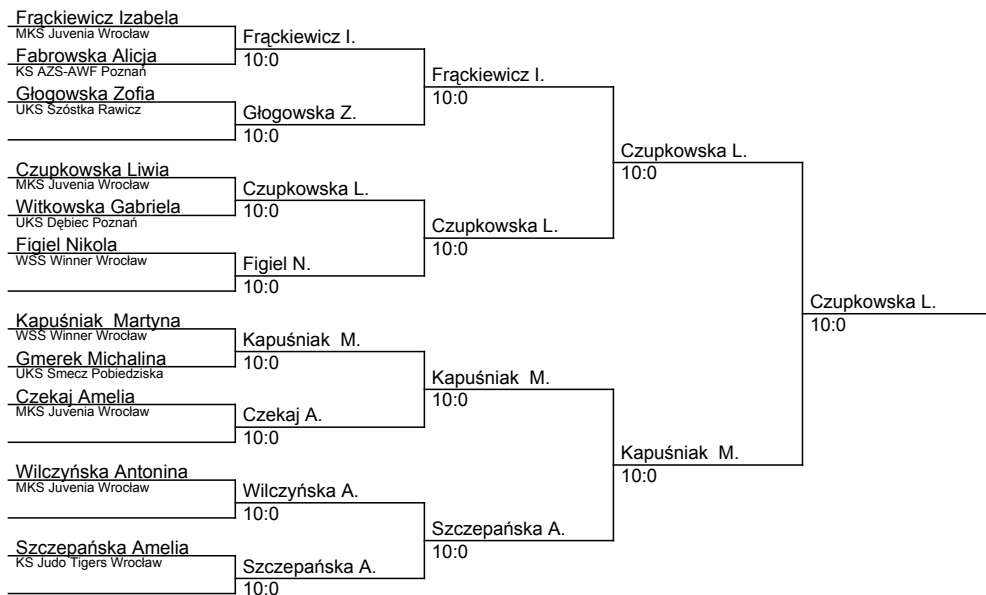 Frąckiewicz Izabela
MKS Juvenia Wrocław
Fabrowska Alicja
KS AZS-AWF Poznań
Głogowska Zofia
UKS Szóstka Rawicz
Czupkowska Liwia
MKS Juvenia Wrocław
Witkowska Gabriela
UKS Dębiec Poznań
Figiel Nikola
WSS Winner Wrocław
Kapuśniak  Martyna
WSS Winner Wrocław
Gmerek Michalina
UKS Smecz Pobiedziska
Czekaj Amelia
MKS Juvenia Wrocław
Wilczyńska Antonina
MKS Juvenia Wrocław
Szczepańska Amelia
KS Judo Tigers Wrocław
Frąckiewicz I.
10:0
Głogowska Z.
10:0
Czupkowska L.
10:0
Figiel N.
10:0
Kapuśniak  M.
10:0
Czekaj A.
10:0
Wilczyńska A.
10:0
Szczepańska A.
10:0
Frąckiewicz I.
10:0
Czupkowska L.
10:0
Kapuśniak  M.
10:0
Szczepańska A.
10:0
Czupkowska L.
10:0
Kapuśniak  M.
10:0
Czupkowska L.
10:0